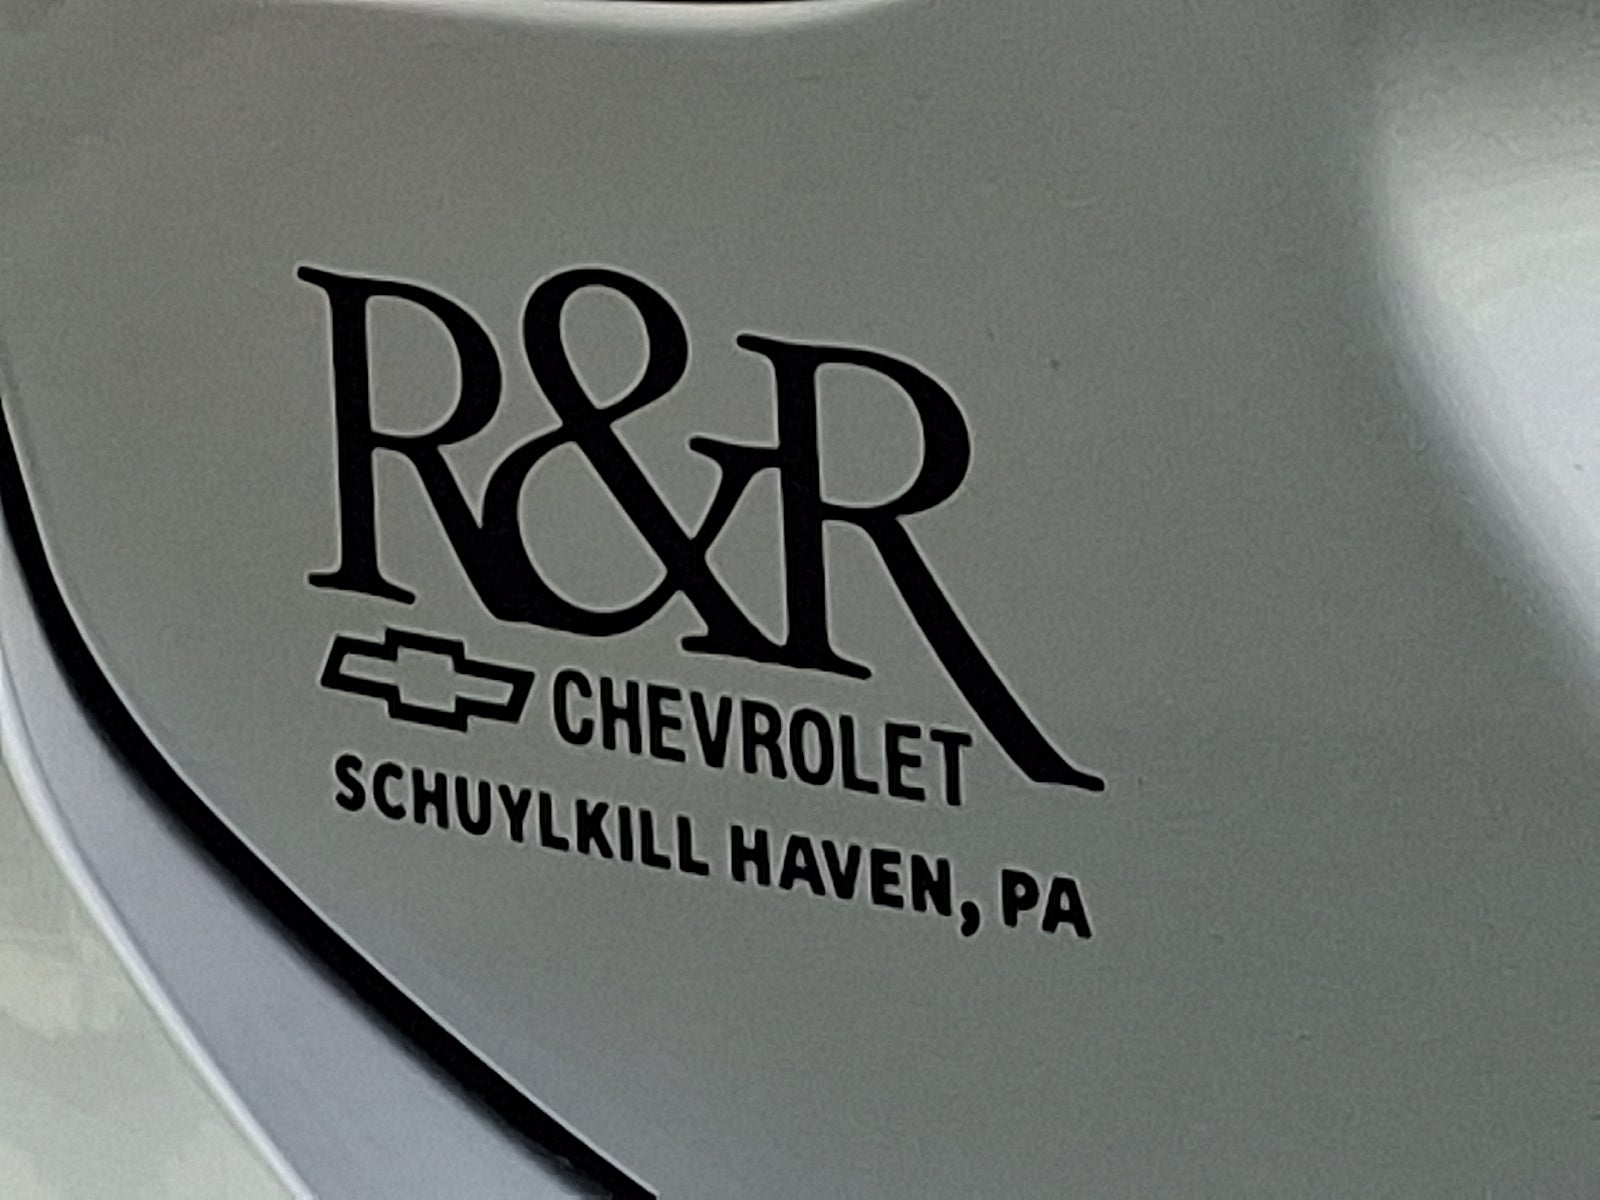 R&R
CHEVROLET
SCHUYLKILL HAVEN, PA